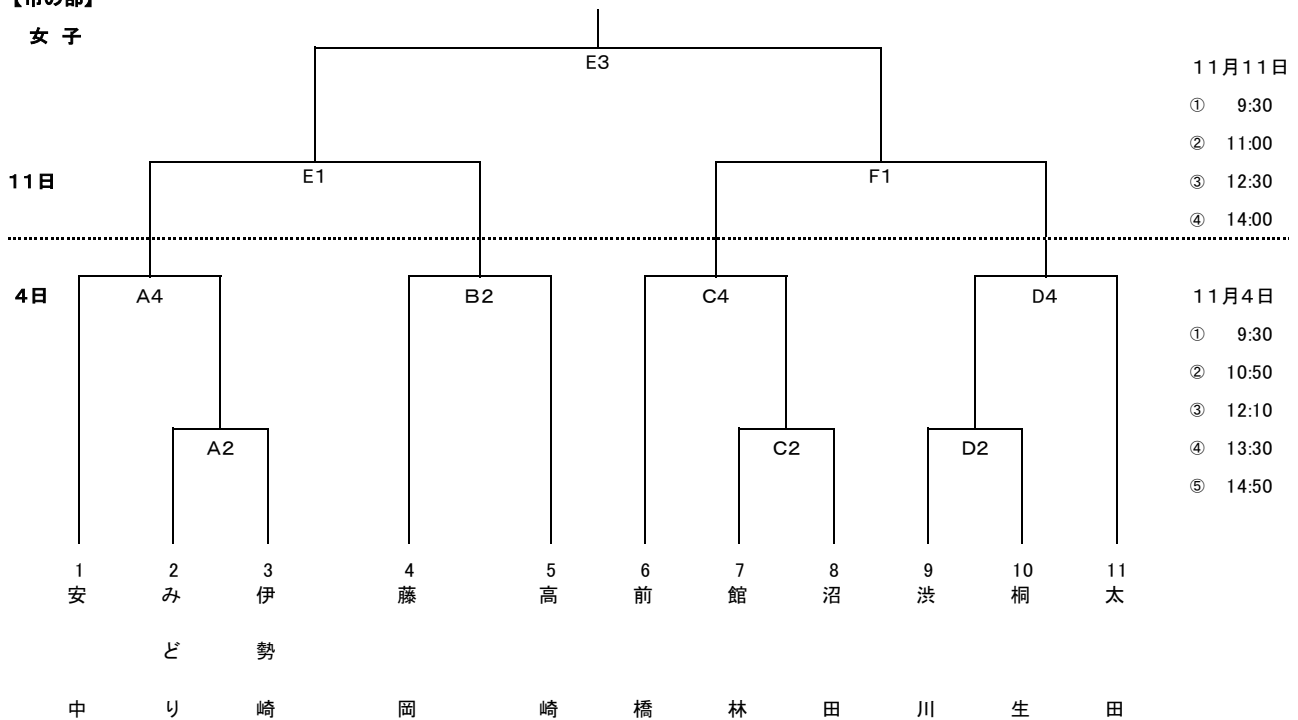 【市の部】
女 子
E3
11月11日
① 9:30
② 11:00
E1
F1
11日
③ 12:30
④ 14:00
4日
A4
B2
C4
D4
11月4日
① 9:30
② 10:50
③ 12:10
A2
C2
D2
④ 13:30
⑤ 14:50
1 2 3 4 5 6 7 8 9 10 11
安中
みどり
伊勢崎
藤岡
高崎
前橋
館林
沼田
渋川
桐生
太田